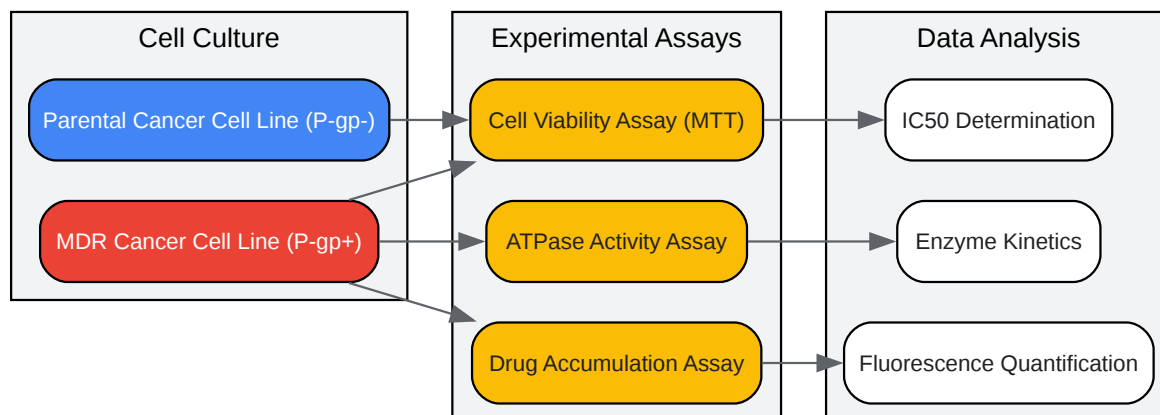 Cell Culture
Parental Cancer Cell Line (P-gp-)
MDR Cancer Cell Line (P-gp+)
Experimental Assays
Cell Viability Assay (MTT)
ATPase Activity Assay
Drug Accumulation Assay
Data Analysis
IC50 Determination
Enzyme Kinetics
Fluorescence Quantification